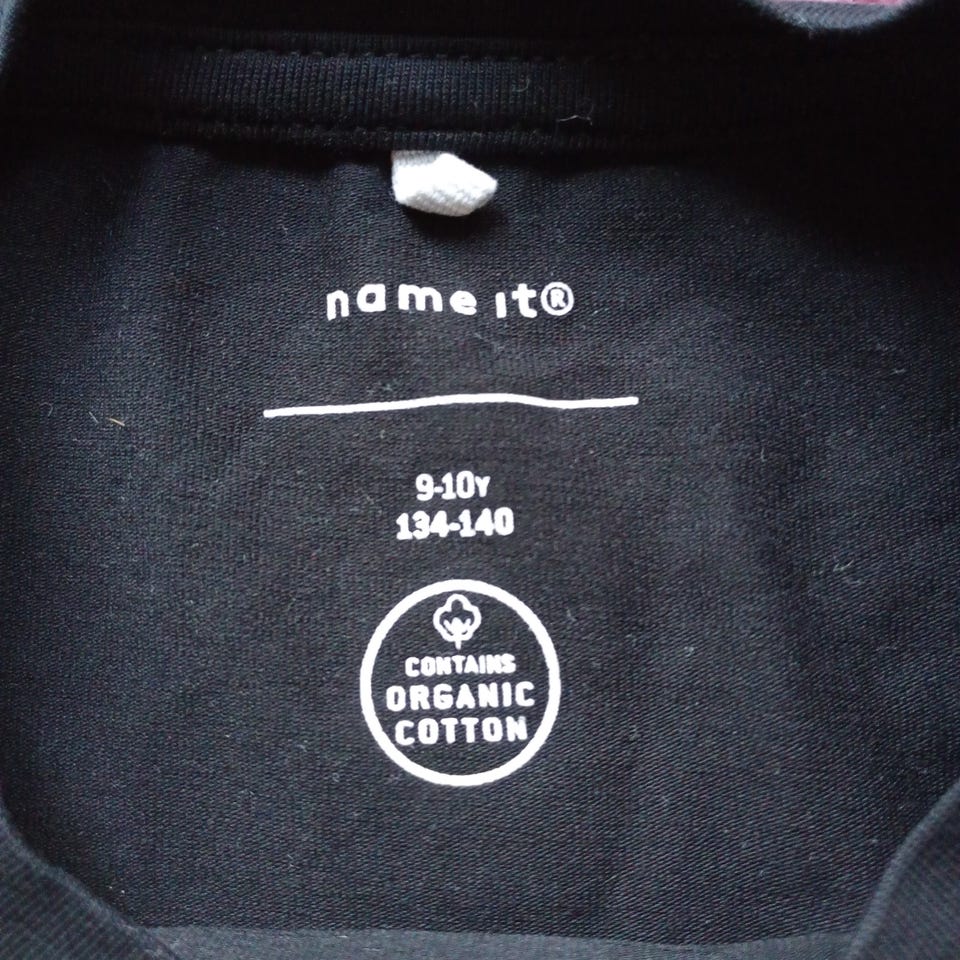 name it®
9-10Y
134-140
CONTAINS
ORGANIC
COTTON